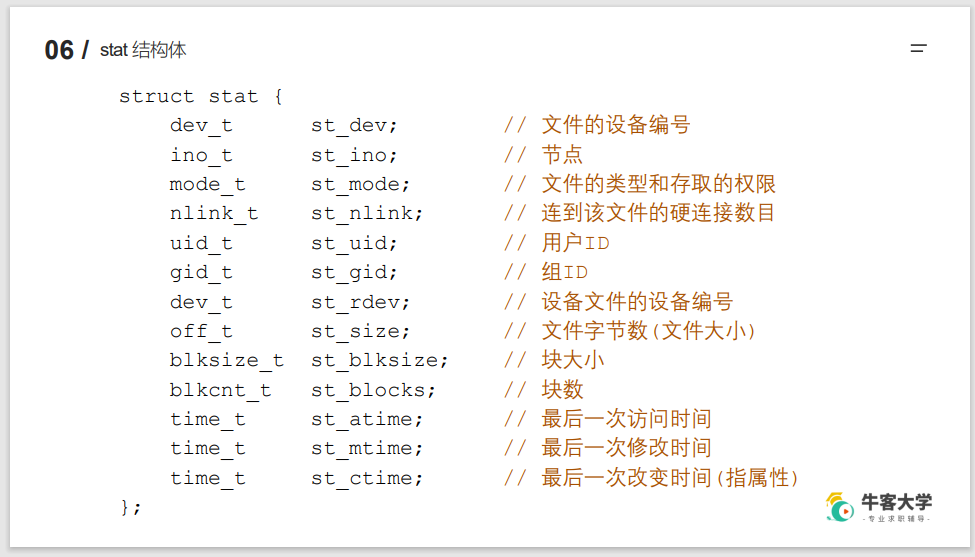 06 / stat 结构体
struct stat {
dev_t st_dev; // 文件的设备编号
ino_t st_ino; // 节点
mode_t st_mode; // 文件的类型和存取的权限
nlink_t st_nlink; // 连到该文件的硬连接数目
uid_t st_uid; // 用户ID
gid_t st_gid; // 组ID
dev_t st_rdev; // 设备文件的设备编号
off_t st_size; // 文件字节数(文件大小)
blksize_t st_blksize; // 块大小
blkcnt_t st_blocks; // 块数
time_t st_atime; // 最后一次访问时间
time_t st_mtime; // 最后一次修改时间
time_t st_ctime; // 最后一次改变时间(指属性)
};
牛客大学
-专业求职辅导-